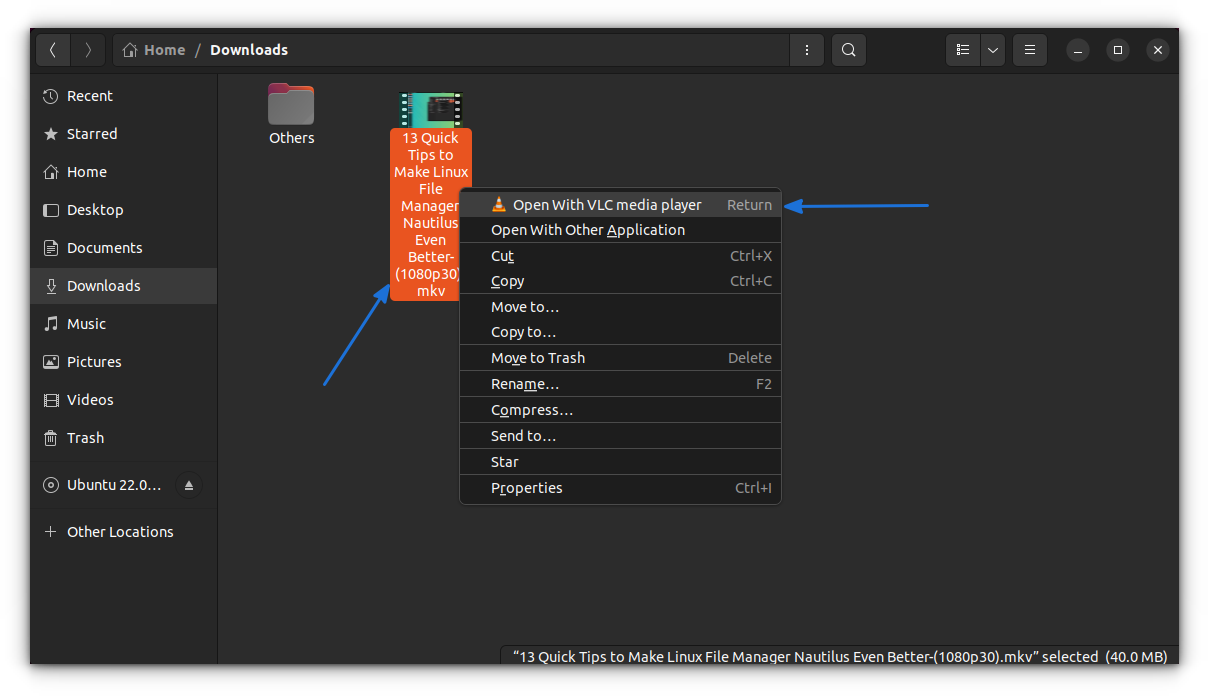 Home / Downloads
Recent
Starred
Home
Desktop
Documents
Downloads
Music
Pictures
Videos
Trash
Ubuntu 22.0…
Other Locations
Others
13 Quick
Tips to
Make Linux
File
Manager
Nautilus
Even
Better-
(1080p30).
mkv
Open With VLC media player Return
Open With Other Application
Cut Ctrl+X
Copy Ctrl+C
Move to…
Copy to…
Move to Trash Delete
Rename… F2
Compress…
Send to…
Star
Properties Ctrl+I
“13 Quick Tips to Make Linux File Manager Nautilus Even Better-(1080p30).mkv” selected (40.0 MB)